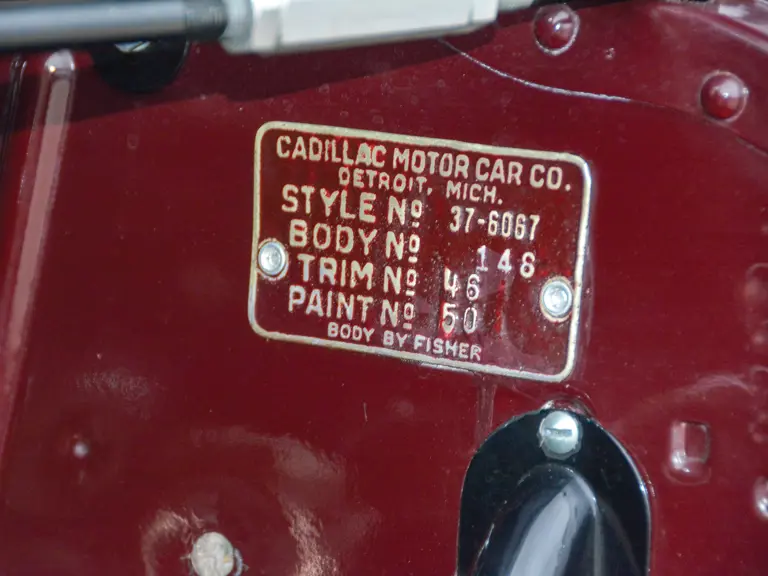 CADILLAC MOTOR CAR CO.
DETROIT, MICH.
STYLE Nº 37-6067
BODY Nº 146
TRIM Nº 46
PAINT Nº 50
BODY BY FISHER